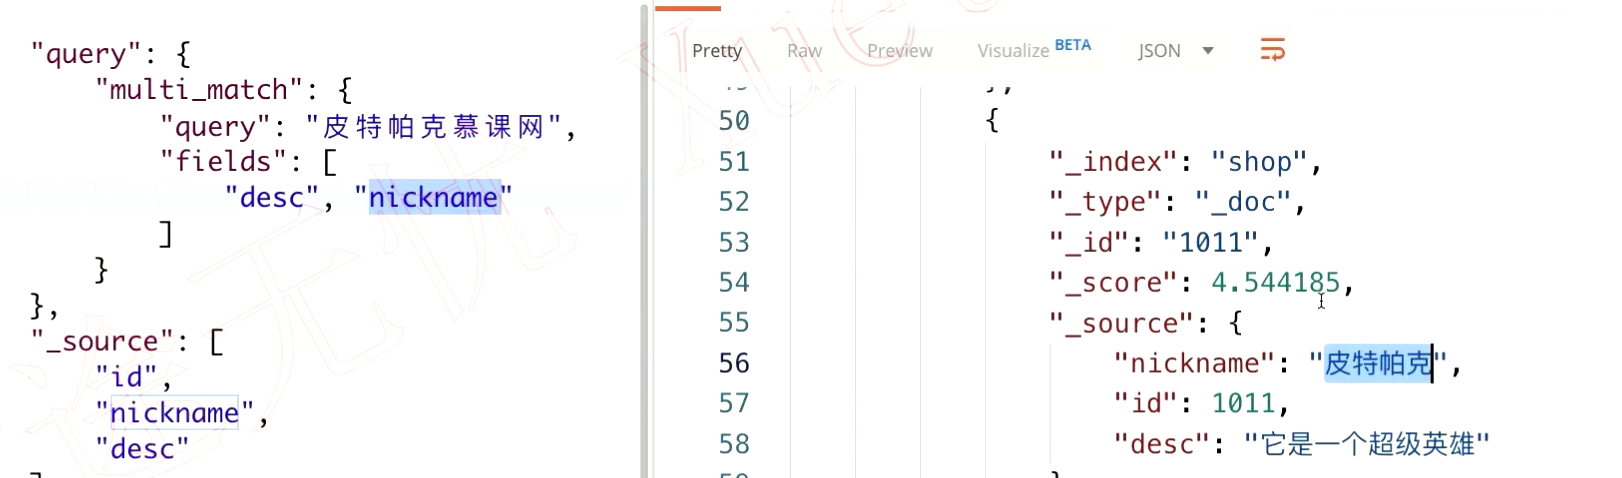 "query": {
"multi_match": {
"query": "皮特帕克慕课网",
"fields": [
"desc", "nickname"
]
}
},
"_source": [
"id",
"nickname",
"desc"
Pretty Raw Preview Visualize BETA JSON
50 {
51 "_index": "shop",
52 "_type": "_doc",
53 "_id": "1011",
54 "_score": 4.544185,
55 "_source": {
56 "nickname": "皮特帕克",
57 "id": 1011,
58 "desc": "它是一个超级英雄"